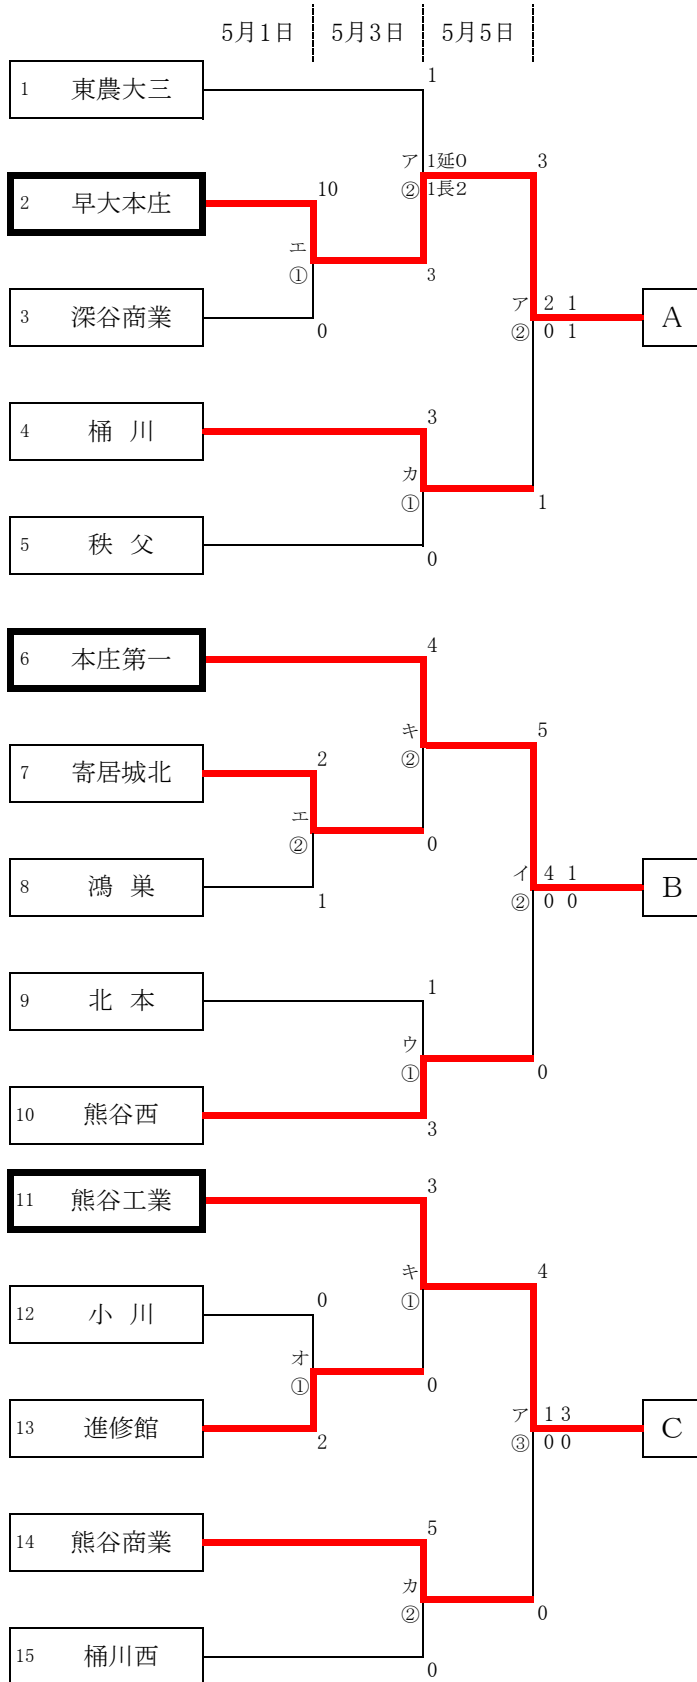 5月1日 5月3日 5月5日
1
1 東農大三
ア 1延0 3
② 1長2
10
2 早大本庄
エ
①
3
ア 2 1
② 0 1
A
3 深谷商業
0
3
4 桶 川
カ
①
1
5 秩 父
0
4
6 本庄第一
キ
②
5
2
7 寄居城北
エ
②
0
イ 4 1
② 0 0
B
8 鴻 巣
1
1
9 北 本
ウ
①
0
10 熊谷西
3
3
11 熊谷工業
キ
①
4
0
12 小 川
オ
①
0
ア 1 3
③ 0 0
C
13 進修館
2
5
14 熊谷商業
カ
②
0
15 桶川西
0